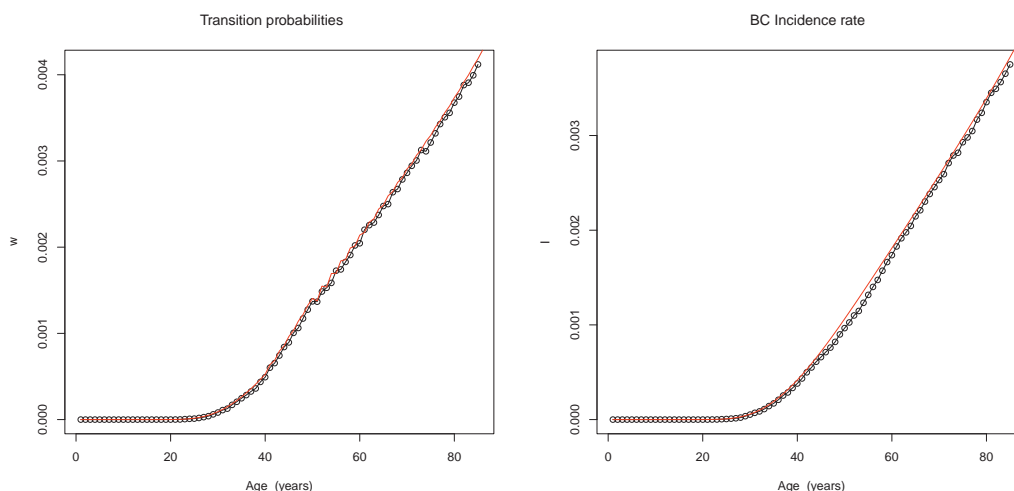 Transition probabilities
0.004
0.003
0.002
0.001
0.000
w
0 20 40 60 80
Age (years)
BC Incidence rate
0.003
0.002
0.001
0.000
I
0 20 40 60 80
Age (years)